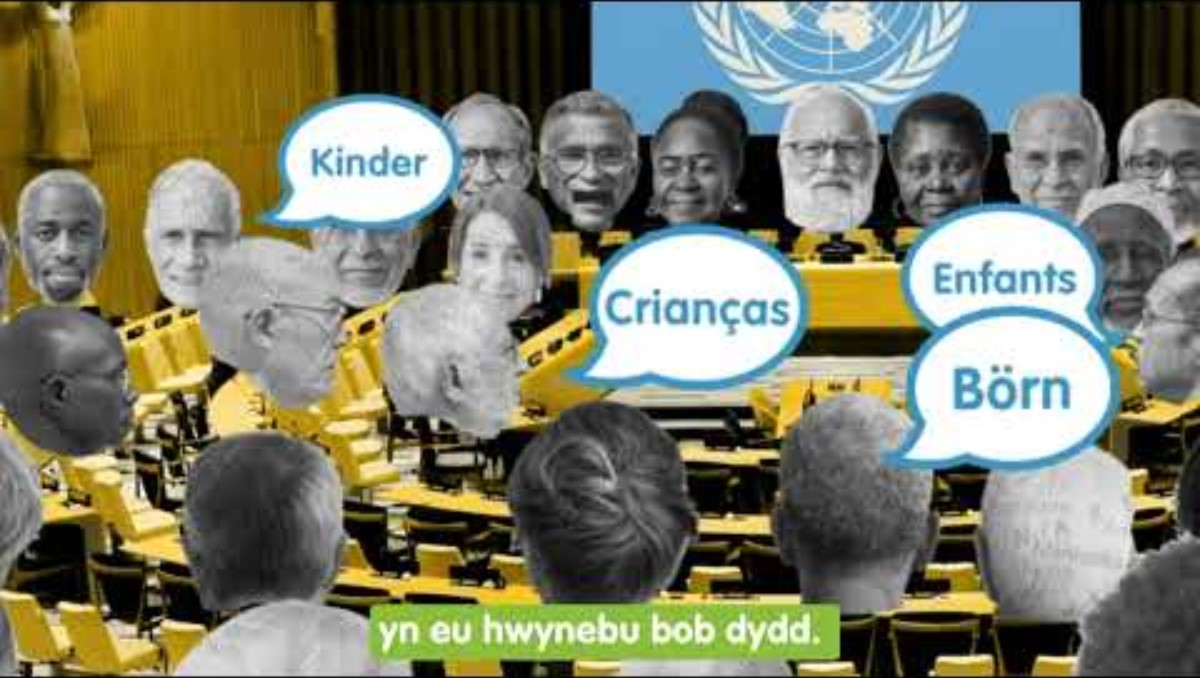 Kinder
Crianças
Enfants
Börn
yn eu hwynebu bob dydd.